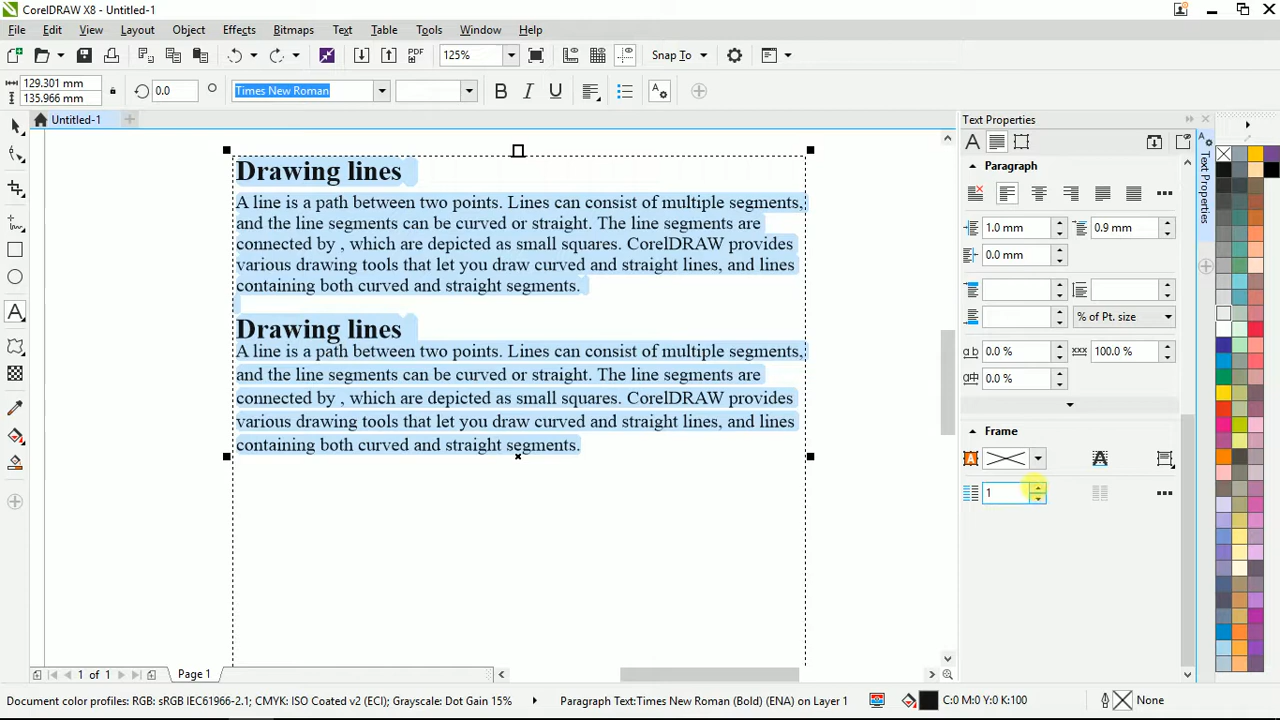 CorelDRAW X8 - Untitled-1
File Edit View Layout Object Effects Bitmaps Text Table Tools Window Help
PDF 125% Snap To
129.301 mm
135.966 mm
0.0 Times New Roman
Untitled-1
Text Properties
Drawing lines
A line is a path between two points. Lines can consist of multiple segments,
and the line segments can be curved or straight. The line segments are
connected by , which are depicted as small squares. CorelDRAW provides
various drawing tools that let you draw curved and straight lines, and lines
containing both curved and straight segments.
Drawing lines
A line is a path between two points. Lines can consist of multiple segments,
and the line segments can be curved or straight. The line segments are
connected by , which are depicted as small squares. CorelDRAW provides
various drawing tools that let you draw curved and straight lines, and lines
containing both curved and straight segments.
Paragraph
1.0 mm 0.9 mm
0.0 mm
% of Pt. size
ab 0.0 % xxx 100.0 %
0.0 %
Frame
1
Text Properties
1 of 1 Page 1
Document color profiles: RGB: sRGB IEC61966-2.1; CMYK: ISO Coated v2 (ECI); Grayscale: Dot Gain 15% Paragraph Text:Times New Roman (Bold) (ENA) on Layer 1 C:0 M:0 Y:0 K:100 None